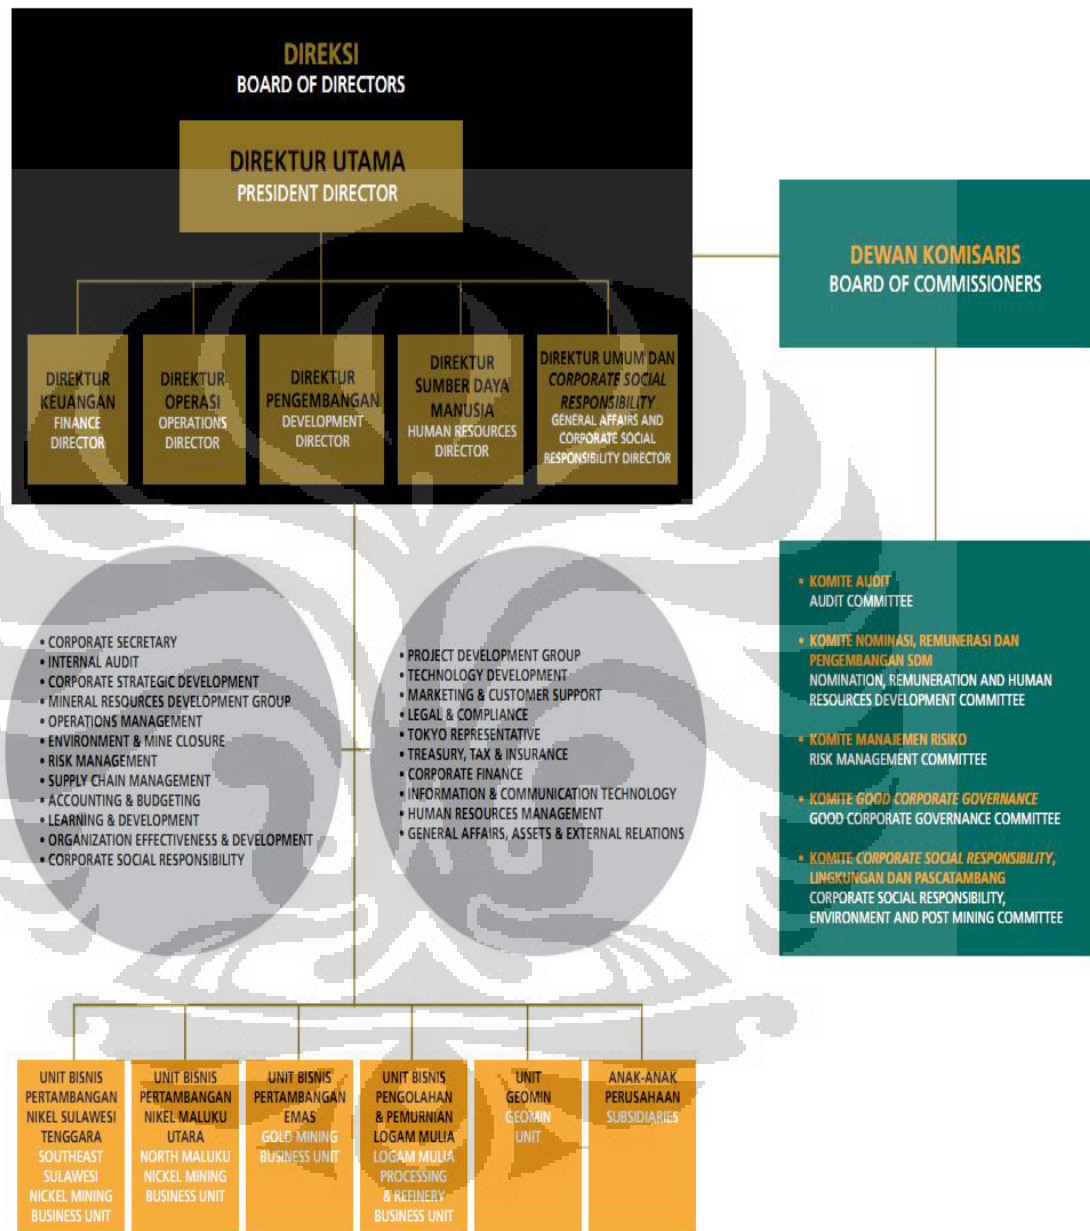 DIREKSI
BOARD OF DIRECTORS
DIREKTUR UTAMA
PRESIDENT DIRECTOR
DIREKTUR
KEUANGAN
FINANCE
DIRECTOR
DIREKTUR
OPERASI
OPERATIONS
DIRECTOR
DIREKTUR
PENGEMBANGAN
DEVELOPMENT
DIRECTOR
DIREKTUR
SUMBER DAYA
MANUSIA
HUMAN RESOURCES
DIRECTOR
DIREKTUR UMUM DAN
CORPORATE SOCIAL
RESPONSIBILITY
GENERAL AFFAIRS AND
CORPORATE SOCIAL
RESPONSIBILITY DIRECTOR
DEWAN KOMISARIS
BOARD OF COMMISSIONERS
• KOMITE AUDIT
AUDIT COMMITTEE
• KOMITE NOMINASI, REMUNERASI DAN
PENGEMBANGAN SDM
NOMINATION, REMUNERATION AND HUMAN
RESOURCES DEVELOPMENT COMMITTEE
• KOMITE MANAJEMEN RISIKO
RISK MANAGEMENT COMMITTEE
• KOMITE GOOD CORPORATE GOVERNANCE
GOOD CORPORATE GOVERNANCE COMMITTEE
• KOMITE CORPORATE SOCIAL RESPONSIBILITY,
LINGKUNGAN DAN PASCATAMBANG
CORPORATE SOCIAL RESPONSIBILITY,
ENVIRONMENT AND POST MINING COMMITTEE
• CORPORATE SECRETARY
• INTERNAL AUDIT
• CORPORATE STRATEGIC DEVELOPMENT
• MINERAL RESOURCES DEVELOPMENT GROUP
• OPERATIONS MANAGEMENT
• ENVIRONMENT & MINE CLOSURE
• RISK MANAGEMENT
• SUPPLY CHAIN MANAGEMENT
• ACCOUNTING & BUDGETING
• LEARNING & DEVELOPMENT
• ORGANIZATION EFFECTIVENESS & DEVELOPMENT
• CORPORATE SOCIAL RESPONSIBILITY
• PROJECT DEVELOPMENT GROUP
• TECHNOLOGY DEVELOPMENT
• MARKETING & CUSTOMER SUPPORT
• LEGAL & COMPLIANCE
• TOKYO REPRESENTATIVE
• TREASURY, TAX & INSURANCE
• CORPORATE FINANCE
• INFORMATION & COMMUNICATION TECHNOLOGY
• HUMAN RESOURCES MANAGEMENT
• GENERAL AFFAIRS, ASSETS & EXTERNAL RELATIONS
UNIT BISNIS
PERTAMBANGAN
NIKEL SULAWESI
TENGGARA
SOUTHEAST
SULAWESI
NICKEL MINING
BUSINESS UNIT
UNIT BISNIS
PERTAMBANGAN
NIKEL MALUKU
UTARA
NORTH MALUKU
NICKEL MINING
BUSINESS UNIT
UNIT BISNIS
PERTAMBANGAN
EMAS
GOLD MINING
BUSINESS UNIT
UNIT BISNIS
PENGOLAHAN
& PEMURNIAN
LOGAM MULIA
LOGAM MULIA
PROCESSING
& REFINERY
BUSINESS UNIT
UNIT
GEOMIN
GEOMIN
UNIT
ANAK-ANAK
PERUSAHAAN
SUBSIDIARIES